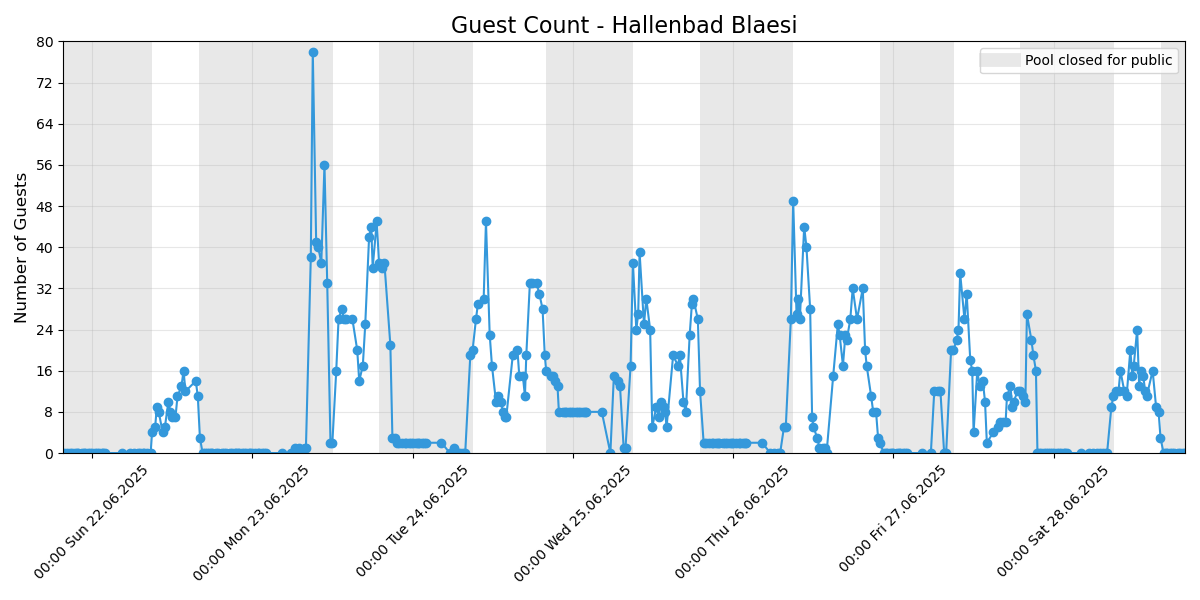 Guest Count - Hallenbad Blaesi
Pool closed for public
Number of Guests
80
72
64
56
48
40
32
24
16
8
0
00:00 Sun 22.06.2025
00:00 Mon 23.06.2025
00:00 Tue 24.06.2025
00:00 Wed 25.06.2025
00:00 Thu 26.06.2025
00:00 Fri 27.06.2025
00:00 Sat 28.06.2025